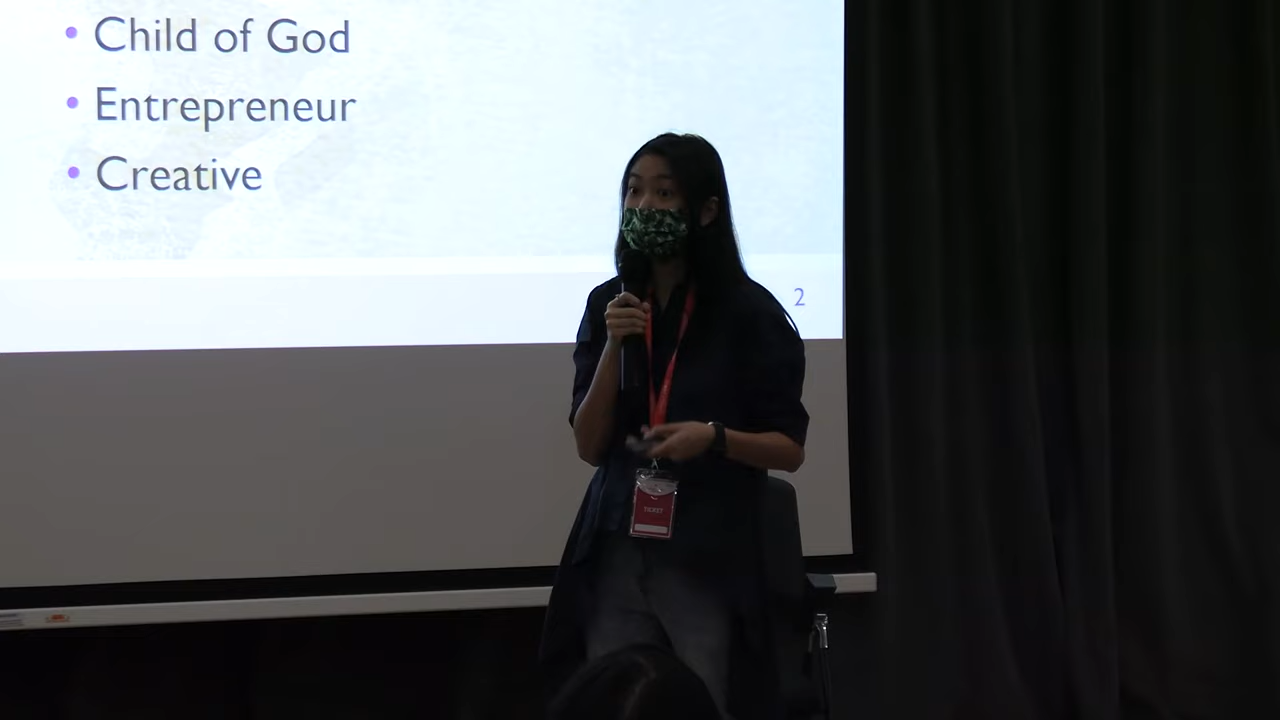 • Child of God
• Entrepreneur
• Creative
2
TICKET